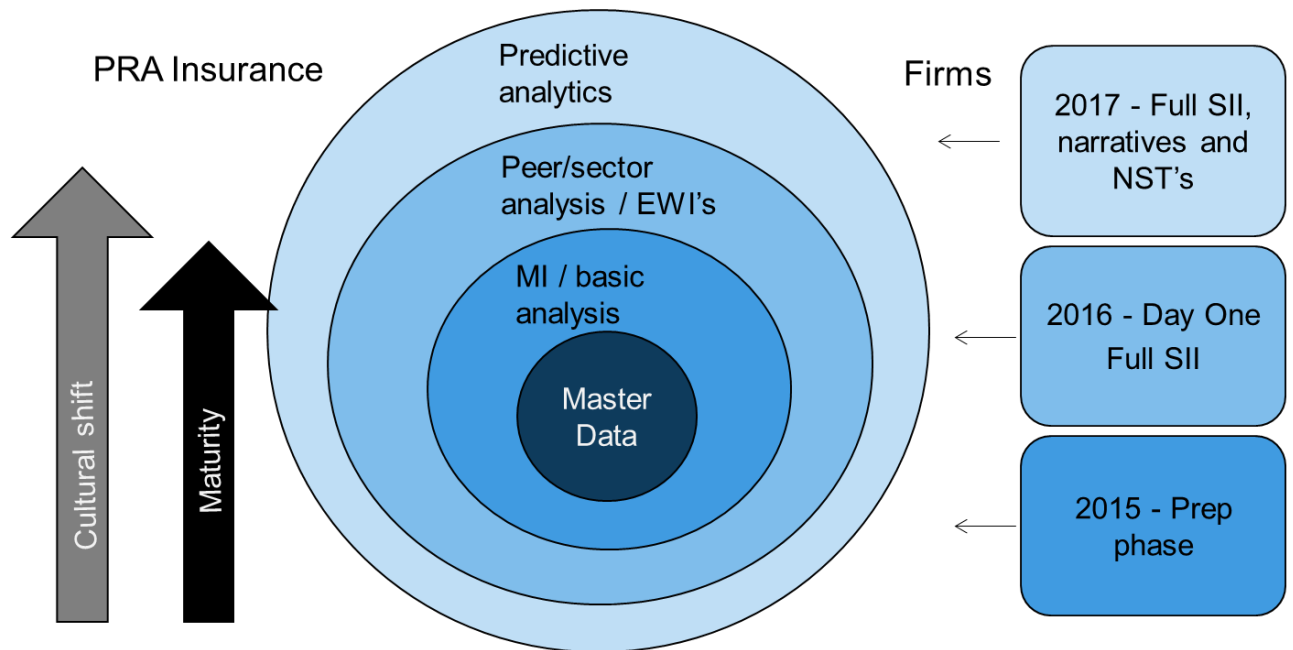 PRA Insurance
Cultural shift
Maturity
Predictive
analytics
Peer/sector
analysis / EWI's
MI / basic
analysis
Master
Data
Firms
2017 - Full SII,
narratives and
NST's
2016 - Day One
Full SII
2015 - Prep
phase